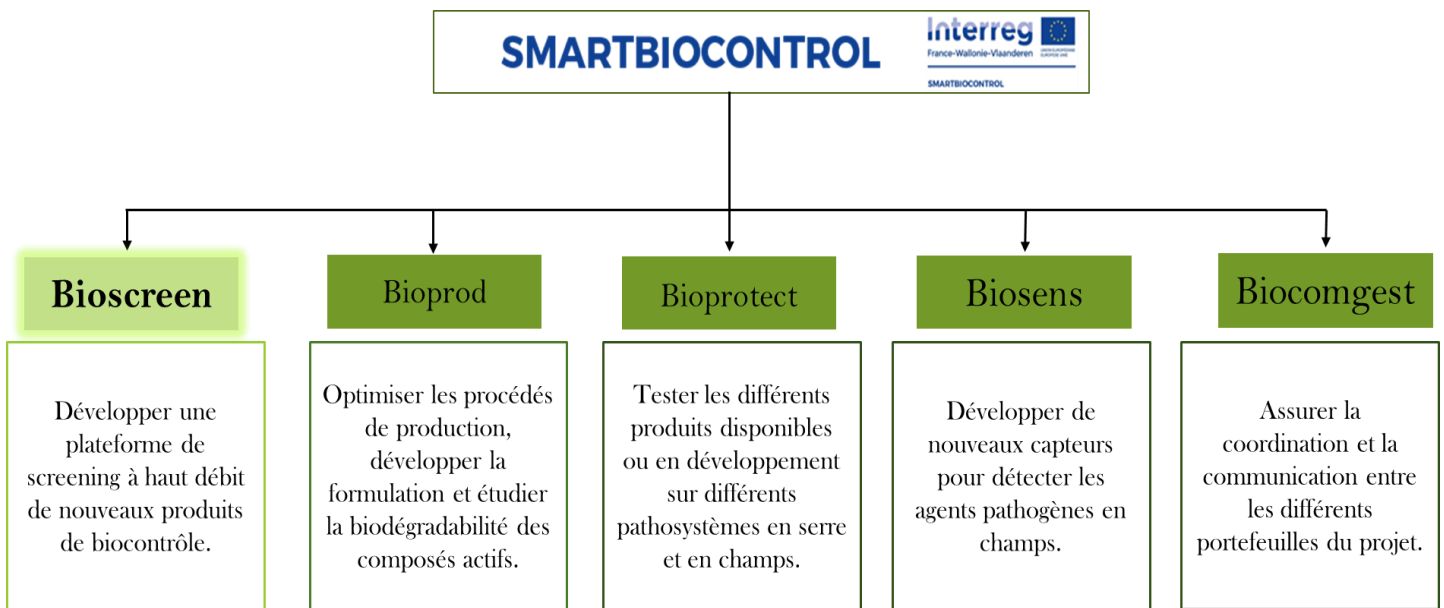 SMARTBIOCONTROL
Interreg
France-Wallonie-Vlaanderen
UNION EUROPÉENNE
EUROPESE UNIE
SMARTBIOCONTROL
Bioscreen
Développer une
plateforme de
screening à haut débit
de nouveaux produits
de biocontrôle.
Bioprod
Optimiser les procédés
de production,
développer la
formulation et étudier
la biodégradabilité des
composés actifs.
Bioprotect
Tester les différents
produits disponibles
ou en développement
sur différents
pathosystèmes en serre
et en champs.
Biosens
Développer de
nouveaux capteurs
pour détecter les
agents pathogènes en
champs.
Biocomgest
Assurer la
coordination et la
communication entre
les différents
portefeuilles du projet.